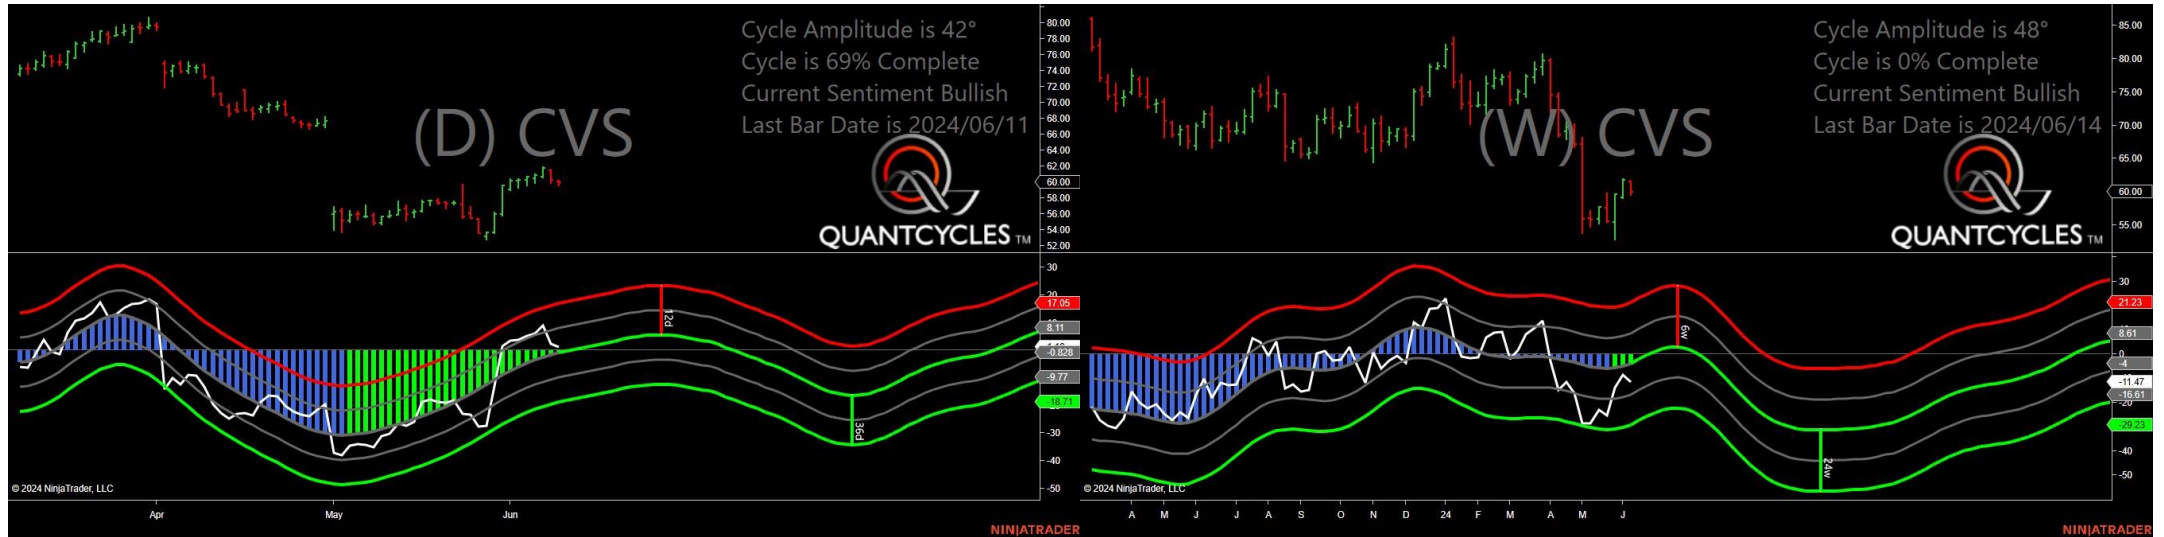 Cycle Amplitude is 42°
Cycle is 69% Complete
Current Sentiment Bullish
Last Bar Date is 2024/06/11
(D) CVS
QUANTCYCLES TM
80.00
78.00
76.00
74.00
72.00
70.00
68.00
66.00
64.00
62.00
60.00
58.00
56.00
54.00
52.00
30
20
17.05
8.11
-0.828
-9.77
-18.71
-30
-40
-50
12d
36d
© 2024 NinjaTrader, LLC
Apr May Jun
NINJATRADER
Cycle Amplitude is 48°
Cycle is 0% Complete
Current Sentiment Bullish
Last Bar Date is 2024/06/14
(W) CVS
QUANTCYCLES TM
85.00
80.00
75.00
70.00
65.00
60.00
55.00
30
21.23
8.61
0
-4
-11.47
-16.61
-20
-29.23
-40
-50
6w
24w
© 2024 NinjaTrader, LLC
A M J J A S O N D 24 F M A M J
NINJATRADER